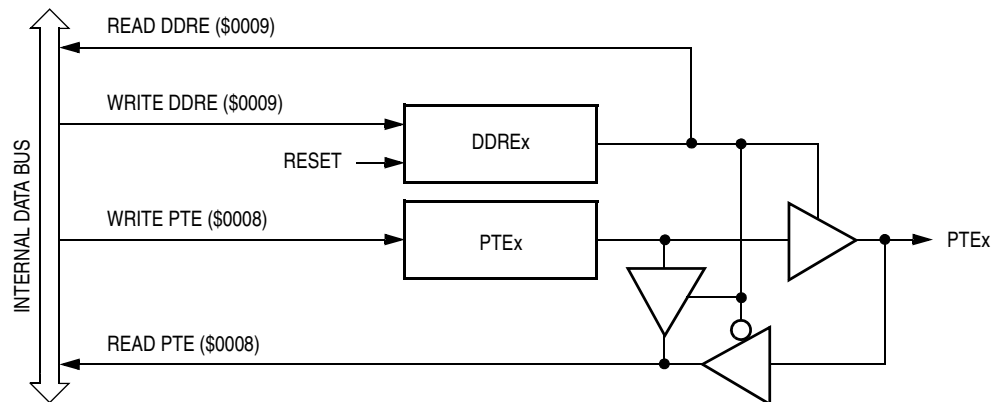 READ DDRE ($0009)
WRITE DDRE ($0009)
DDREx
RESET
WRITE PTE ($0008)
PTEx
PTEx
READ PTE ($0008)
INTERNAL DATA BUS